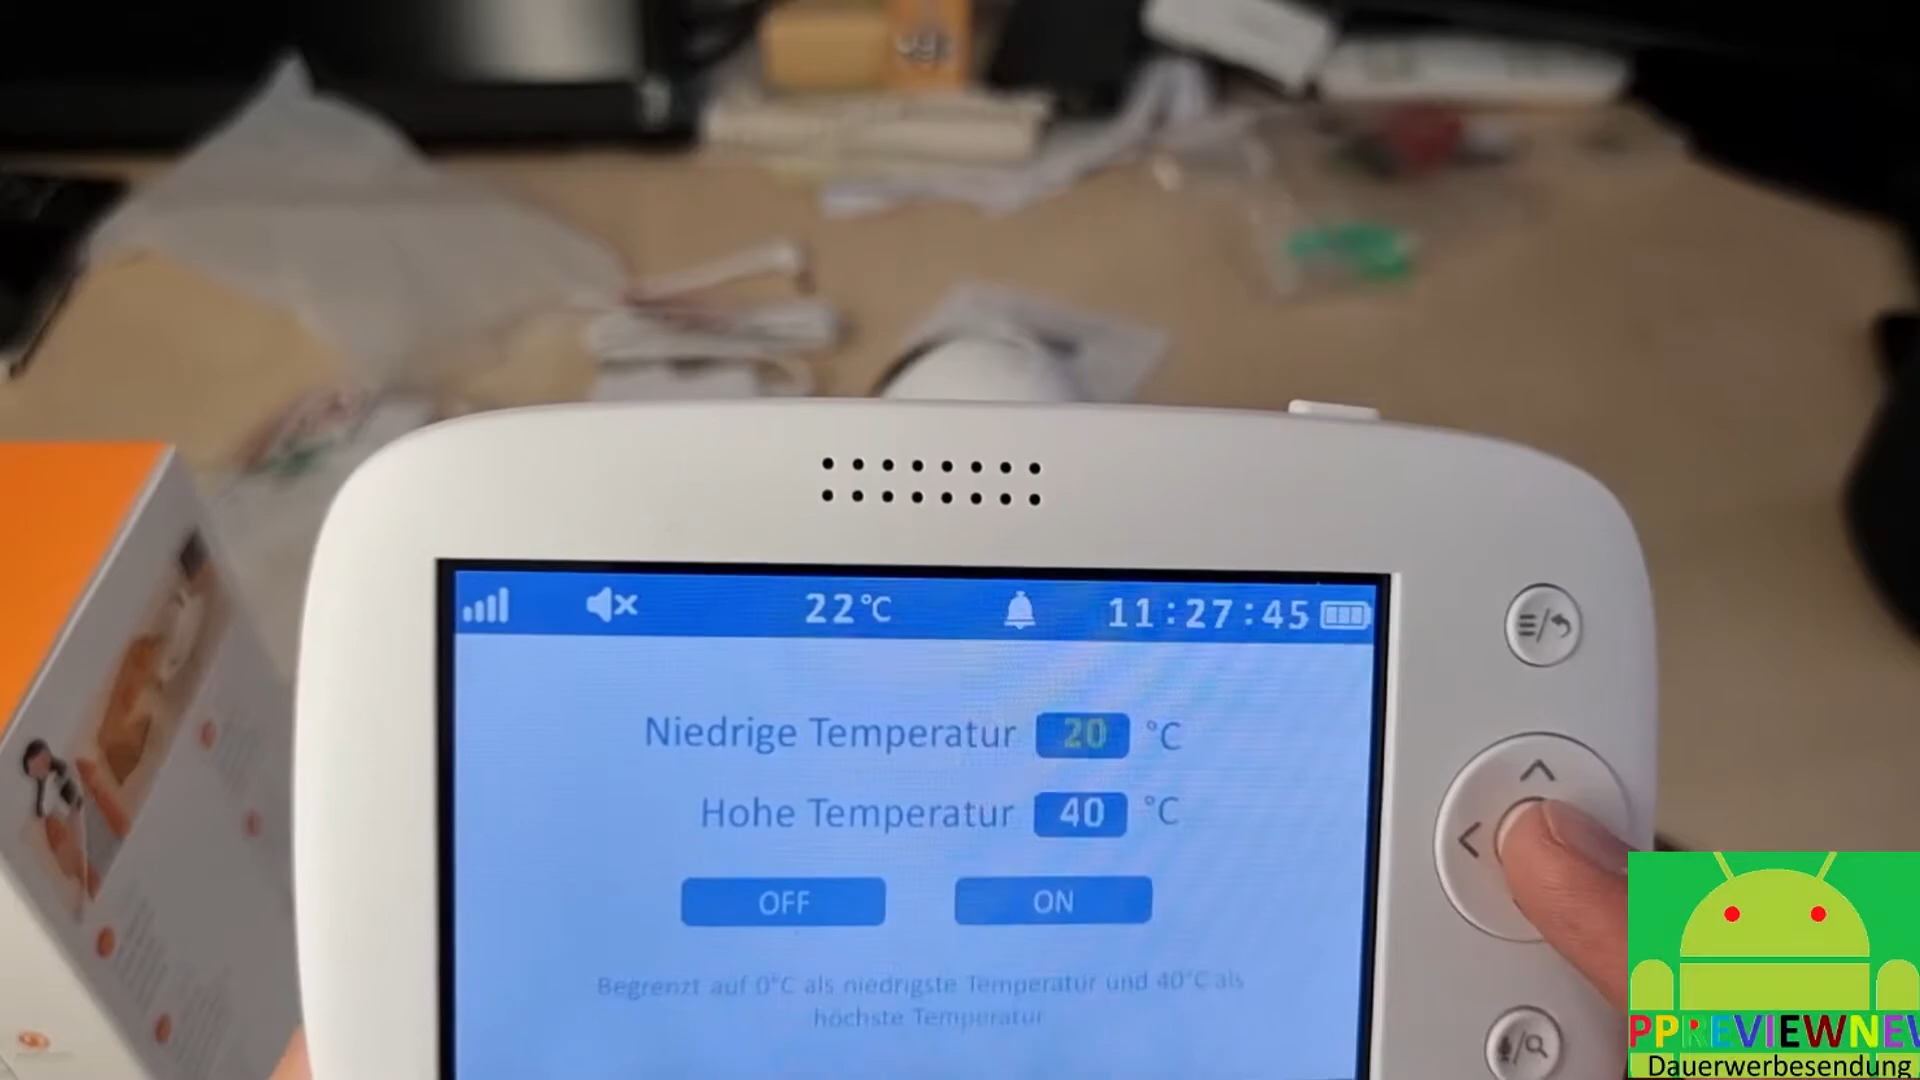 22°C
11:27:45
Niedrige Temperatur 20 °C
Hohe Temperatur 40 °C
OFF ON
Begrenzt auf 0°C als niedrigste Temperatur und 40°C als
höchste Temperatur
PPREVIEWNEW
Dauerwerbesendung